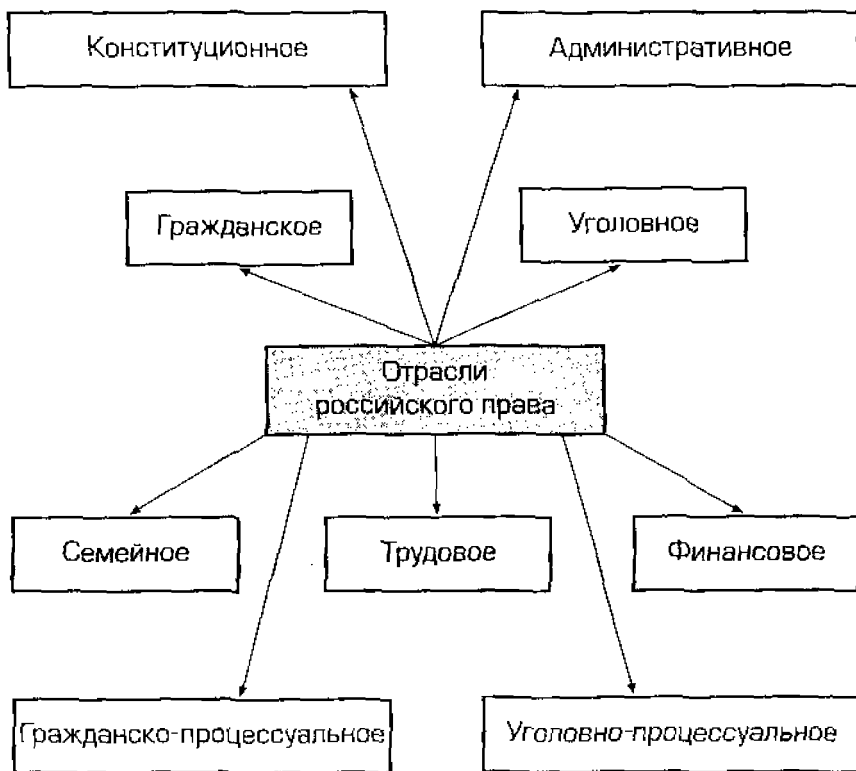 Конституционное
Административное
Гражданское
Уголовное
Отрасли
российского права
Семейное
Трудовое
Финансовое
Гражданско-процессуальное
Уголовно-процессуальное